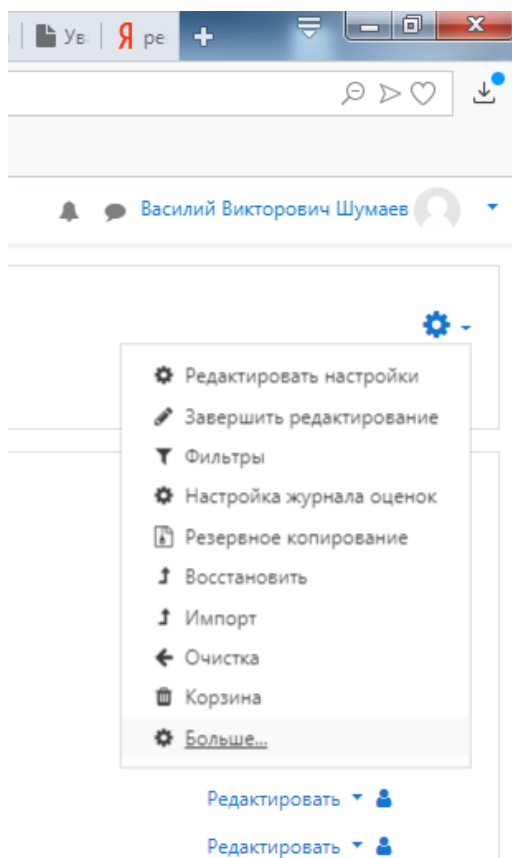 Ув
Я ре
Василий Викторович Шумаев
Редактировать настройки
Завершить редактирование
Фильтры
Настройка журнала оценок
Резервное копирование
Восстановить
Импорт
Очистка
Корзина
Больше...
Редактировать
Редактировать